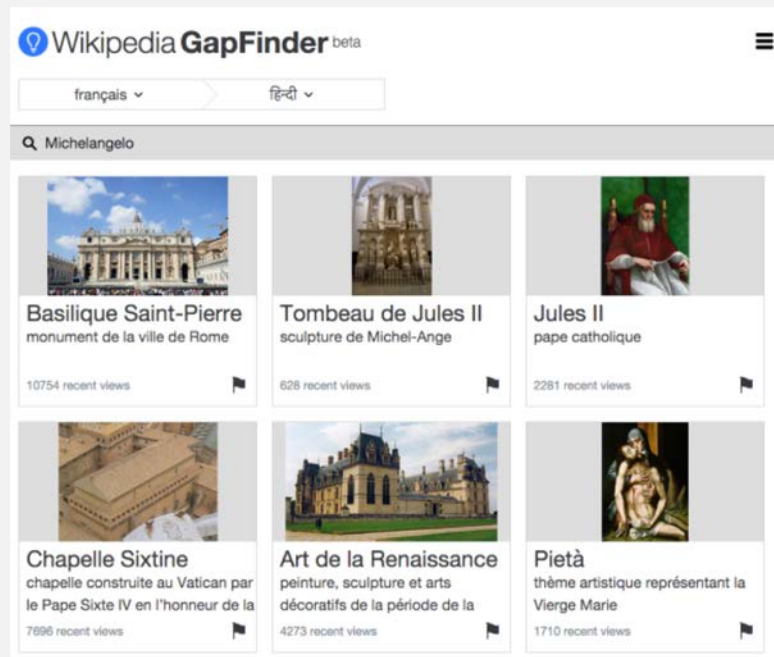 Wikipedia GapFinder beta
français हिन्दी
Michelangelo
Basilique Saint-Pierre
monument de la ville de Rome
10754 recent views
Tombeau de Jules II
sculpture de Michel-Ange
628 recent views
Jules II
pape catholique
2281 recent views
Chapelle Sixtine
chapelle construite au Vatican par
le Pape Sixte IV en l'honneur de la
7696 recent views
Art de la Renaissance
peinture, sculpture et arts
décoratifs de la période de la
4273 recent views
Pietà
thème artistique représentant la
Vierge Marie
1710 recent views